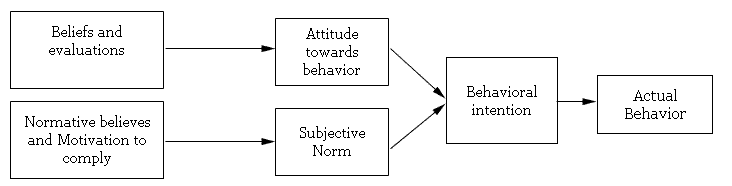 Beliefs and
evaluations
Attitude
towards
behavior
Normative believes
and Motivation to
comply
Subjective
Norm
Behavioral
intention
Actual
Behavior